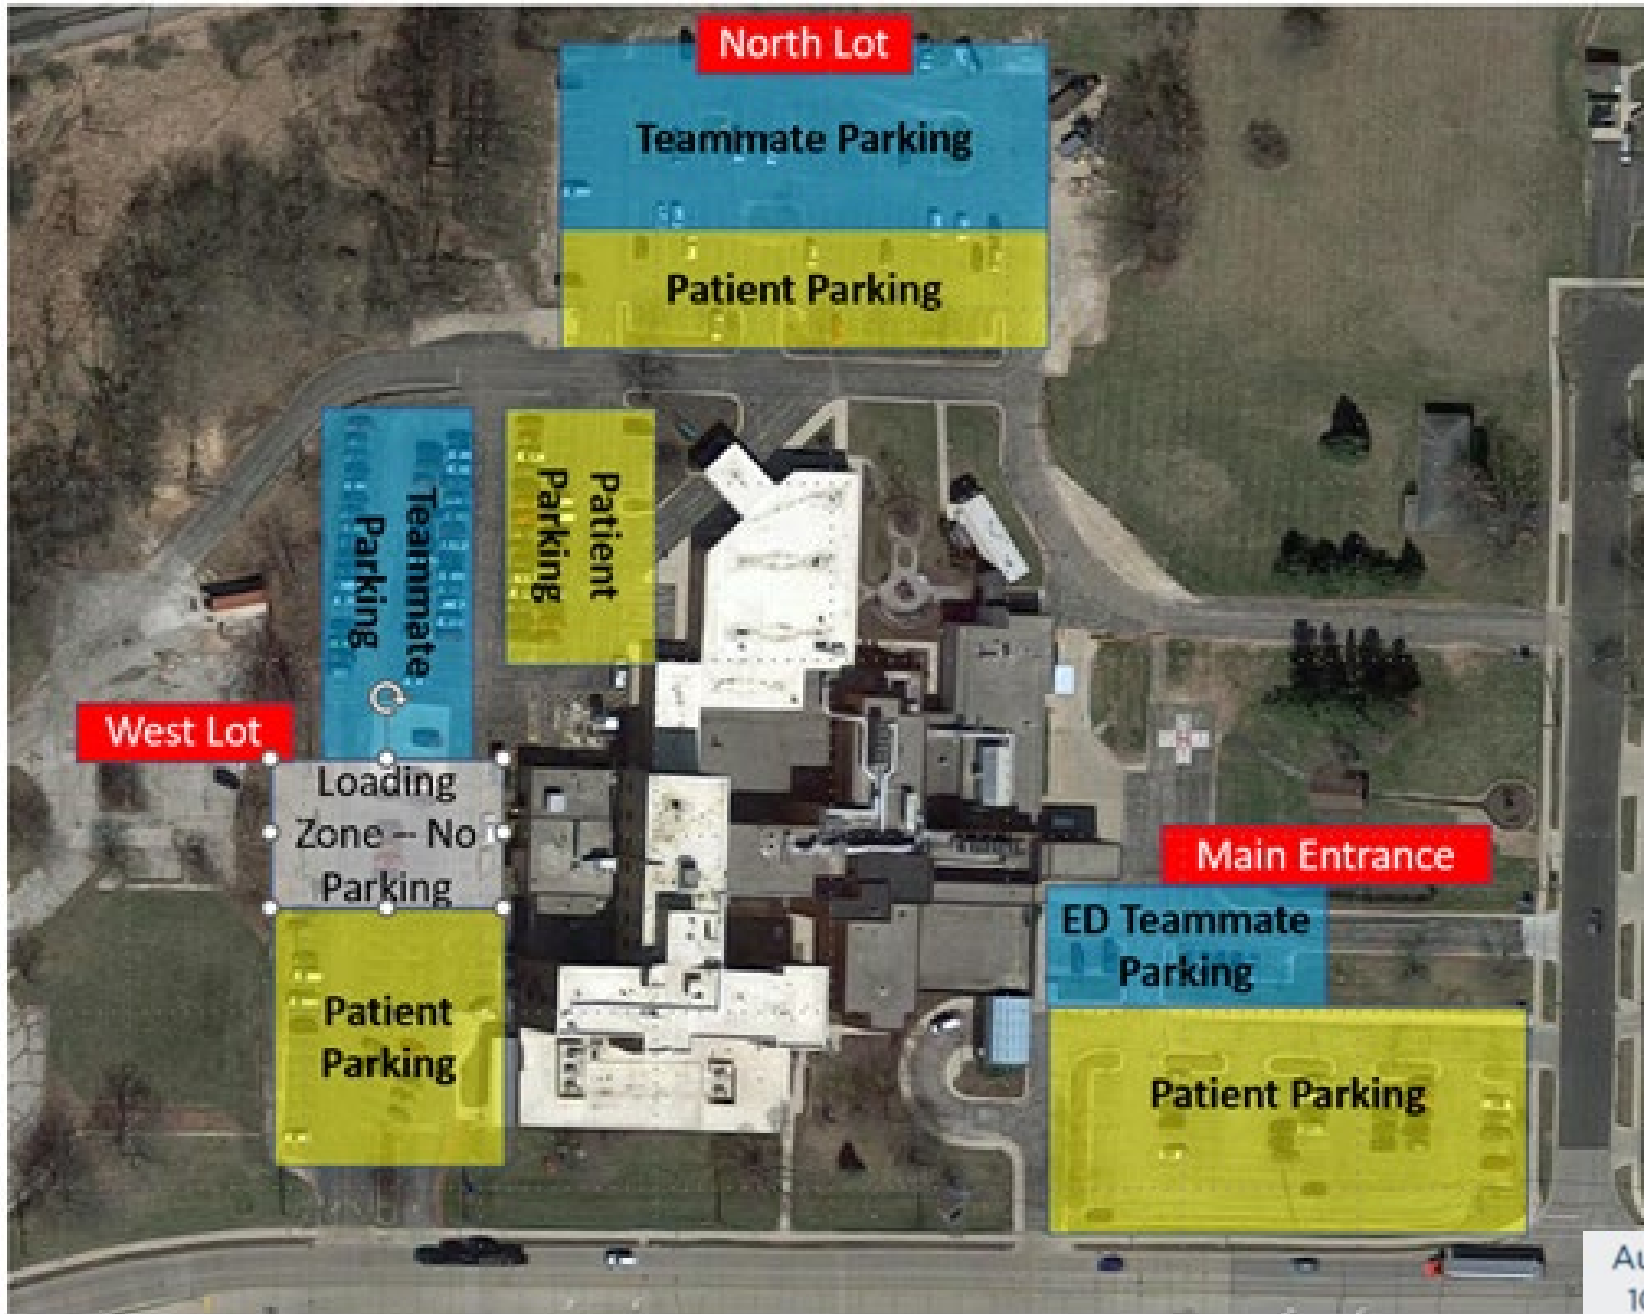 North Lot
Teammate Parking
Patient Parking
Teammate
Parking
Patient
Parking
West Lot
Loading
Zone – No
Parking
Main Entrance
ED Teammate
Parking
Patient
Parking
Patient Parking